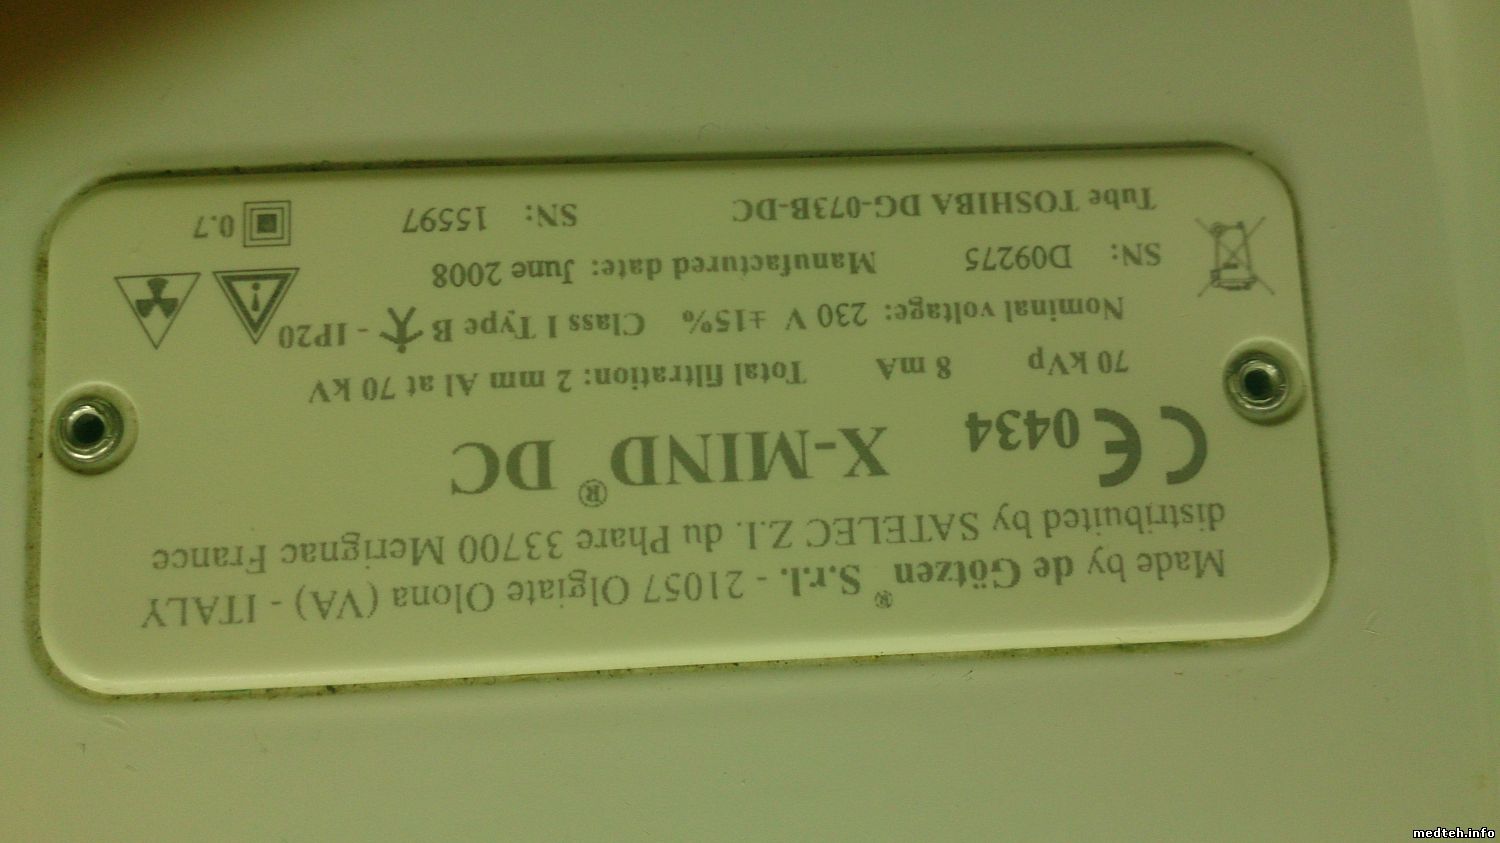 Made by de Götzen® S.r.l. - 21057 Olgiate Olona (VA) - ITALY
distribuited by SATELEC Z.I. du Phare 33700 Merignac France
CE 0434 X-MIND® DC
70 kVp 8 mA Total filtration: 2 mm Al at 70 kV
Nominal voltage: 230 V ±15% Class I Type B - IP20
SN: D09275 Manufactured date: June 2008
Tube TOSHIBA DG-073B-DC SN: 15597 0.7
medteh.info